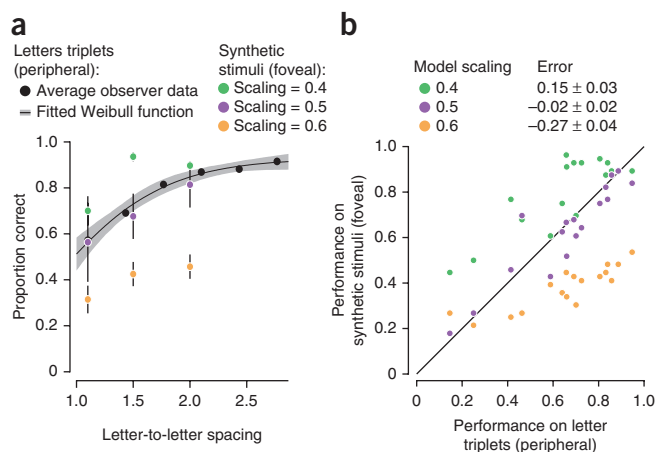 a
Letters triplets
(peripheral):
Average observer data
Fitted Weibull function
Synthetic
stimuli (foveal):
Scaling = 0.4
Scaling = 0.5
Scaling = 0.6
Proportion correct
1.0
0.8
0.6
0.4
0.2
0
1.0
1.5
2.0
2.5
Letter-to-letter spacing
b
Model scaling Error
0.4 0.15 ± 0.03
0.5 −0.02 ± 0.02
0.6 −0.27 ± 0.04
Performance on
synthetic stimuli (foveal)
1.0
0.8
0.6
0.4
0.2
0
0
0.2
0.4
0.6
0.8
1.0
Performance on letter
triplets (peripheral)